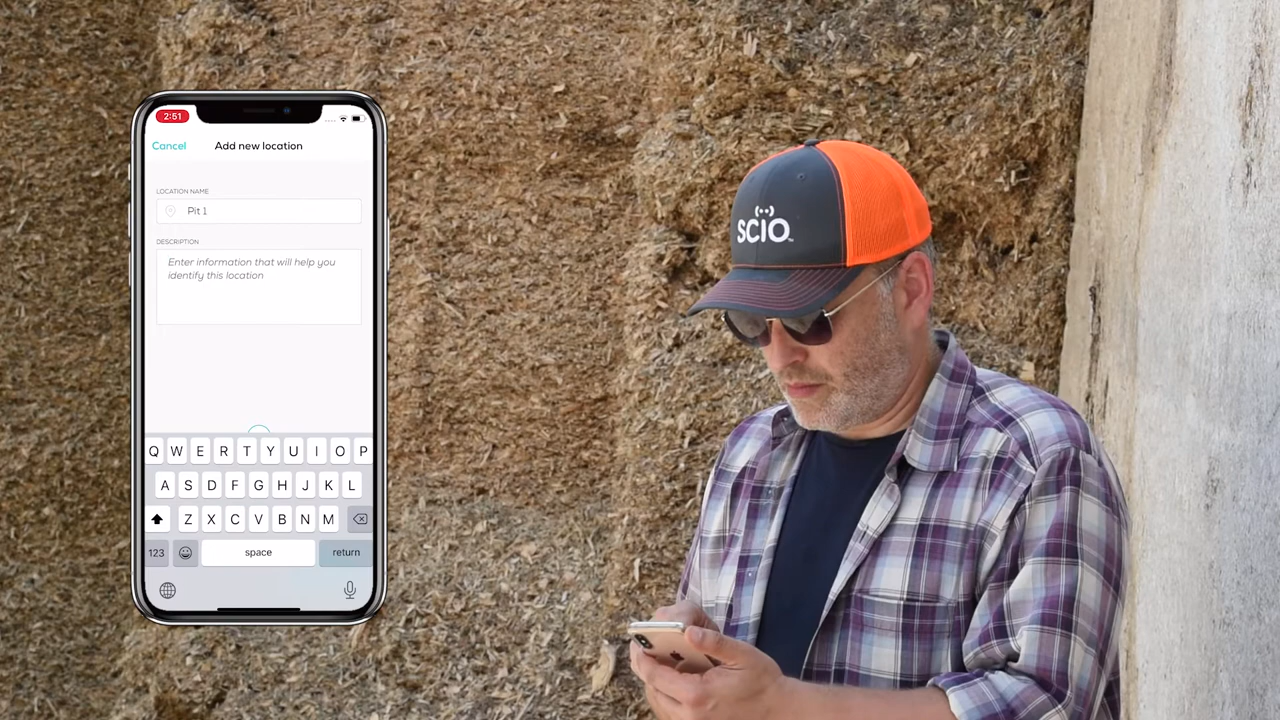 2:51
Cancel Add new location
LOCATION NAME
Pit 1
DESCRIPTION
Enter information that will help you
identify this location
Q W E R T Y U I O P
A S D F G H J K L
Z X C V B N M
123 space return
SCiO